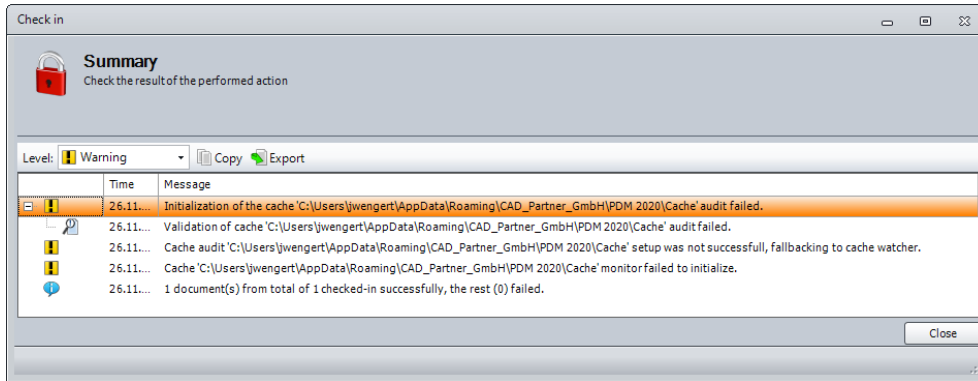 Check in
Summary
Check the result of the performed action
Level: Warning Copy Export
Time Message
26.11.... Initialization of the cache 'C:\Users\jwengert\AppData\Roaming\CAD_Partner_GmbH\PDM 2020\Cache' audit failed.
26.11.... Validation of cache 'C:\Users\jwengert\AppData\Roaming\CAD_Partner_GmbH\PDM 2020\Cache' audit failed.
26.11.... Cache audit 'C:\Users\jwengert\AppData\Roaming\CAD_Partner_GmbH\PDM 2020\Cache' setup was not successfull, fallbacking to cache watcher.
26.11.... Cache 'C:\Users\jwengert\AppData\Roaming\CAD_Partner_GmbH\PDM 2020\Cache' monitor failed to initialize.
26.11.... 1 document(s) from total of 1 checked-in successfully, the rest (0) failed.
Close